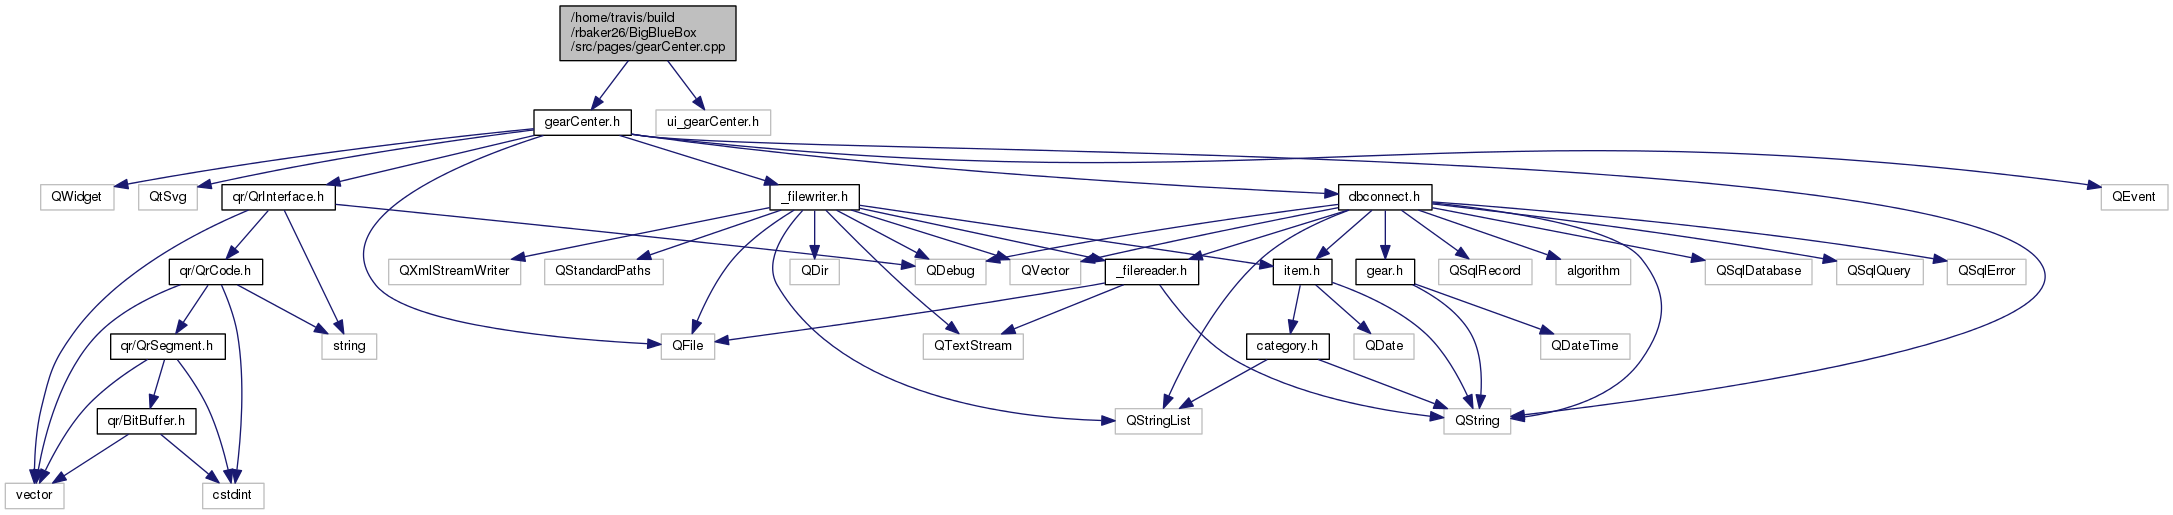 /home/travis/build
/rbaker26/BigBlueBox
/src/pages/gearCenter.cpp
gearCenter.h
ui_gearCenter.h
QWidget
QtSvg
qr/QrInterface.h
_filewriter.h
dbconnect.h
QEvent
qr/QrCode.h
QXmlStreamWriter
QStandardPaths
QDir
QDebug
QVector
_filereader.h
item.h
gear.h
QSqlRecord
algorithm
QSqlDatabase
QSqlQuery
QSqlError
qr/QrSegment.h
string
QFile
QTextStream
category.h
QDate
QDateTime
qr/BitBuffer.h
QStringList
QString
vector
cstdint